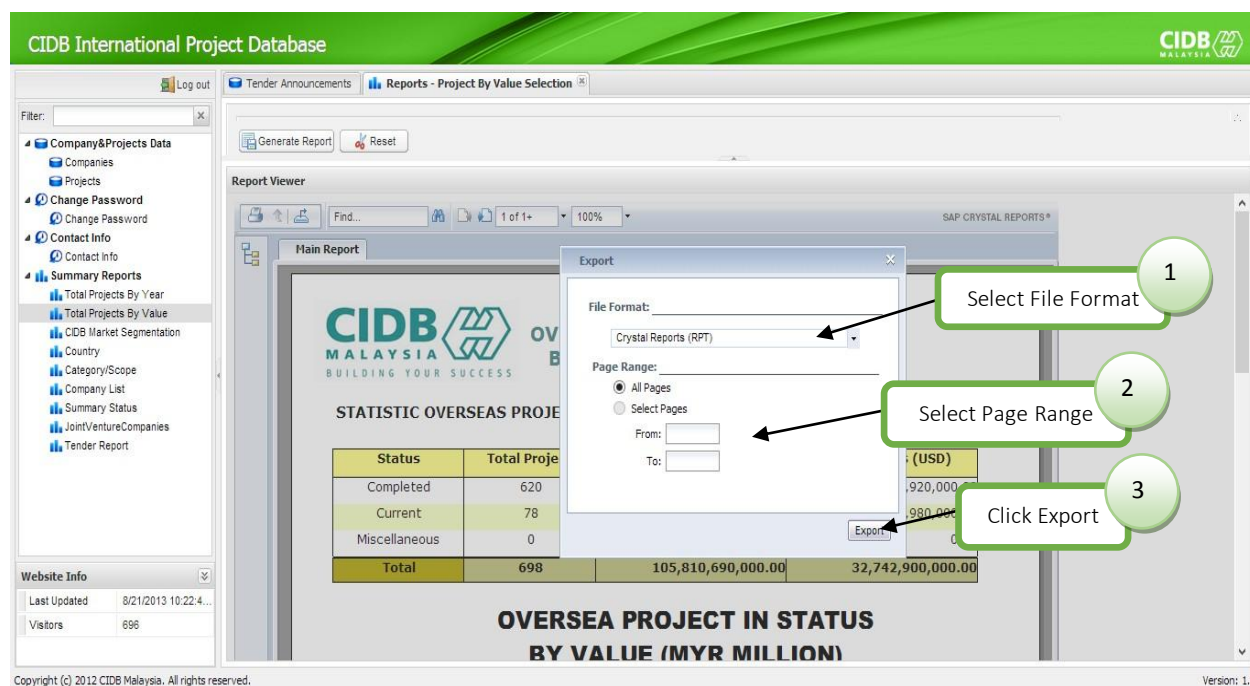 CIDB International Project Database
CIDB
MALAYSIA
Log out
Tender Announcements
Reports - Project By Value Selection
Filter:
Company&Projects Data
Companies
Projects
Change Password
Change Password
Contact Info
Contact Info
Summary Reports
Total Projects By Year
Total Projects By Value
CIDB Market Segmentation
Country
Category/Scope
Company List
Summary Status
JointVentureCompanies
Tender Report
Website Info
Last Updated 8/21/2013 10:22:4...
Visitors 696
Generate Report
Reset
Report Viewer
Find... 1 of 1+ 100% SAP CRYSTAL REPORTS®
Main Report
CIDB
MALAYSIA
BUILDING YOUR SUCCESS
OV
B
STATISTIC OVERSEAS PROJE
Status Total Proje (USD)
Completed 620 ,920,000.
Current 78 ,980,
Miscellaneous 0
Total 698 105,810,690,000.00 32,742,900,000.00
OVERSEA PROJECT IN STATUS
BY VALUE (MYR MILLION)
Export
File Format:
Crystal Reports (RPT)
Page Range:
All Pages
Select Pages
From:
To:
Export
1
Select File Format
2
Select Page Range
3
Click Export
Copyright (c) 2012 CIDB Malaysia. All rights reserved.
Version: 1.